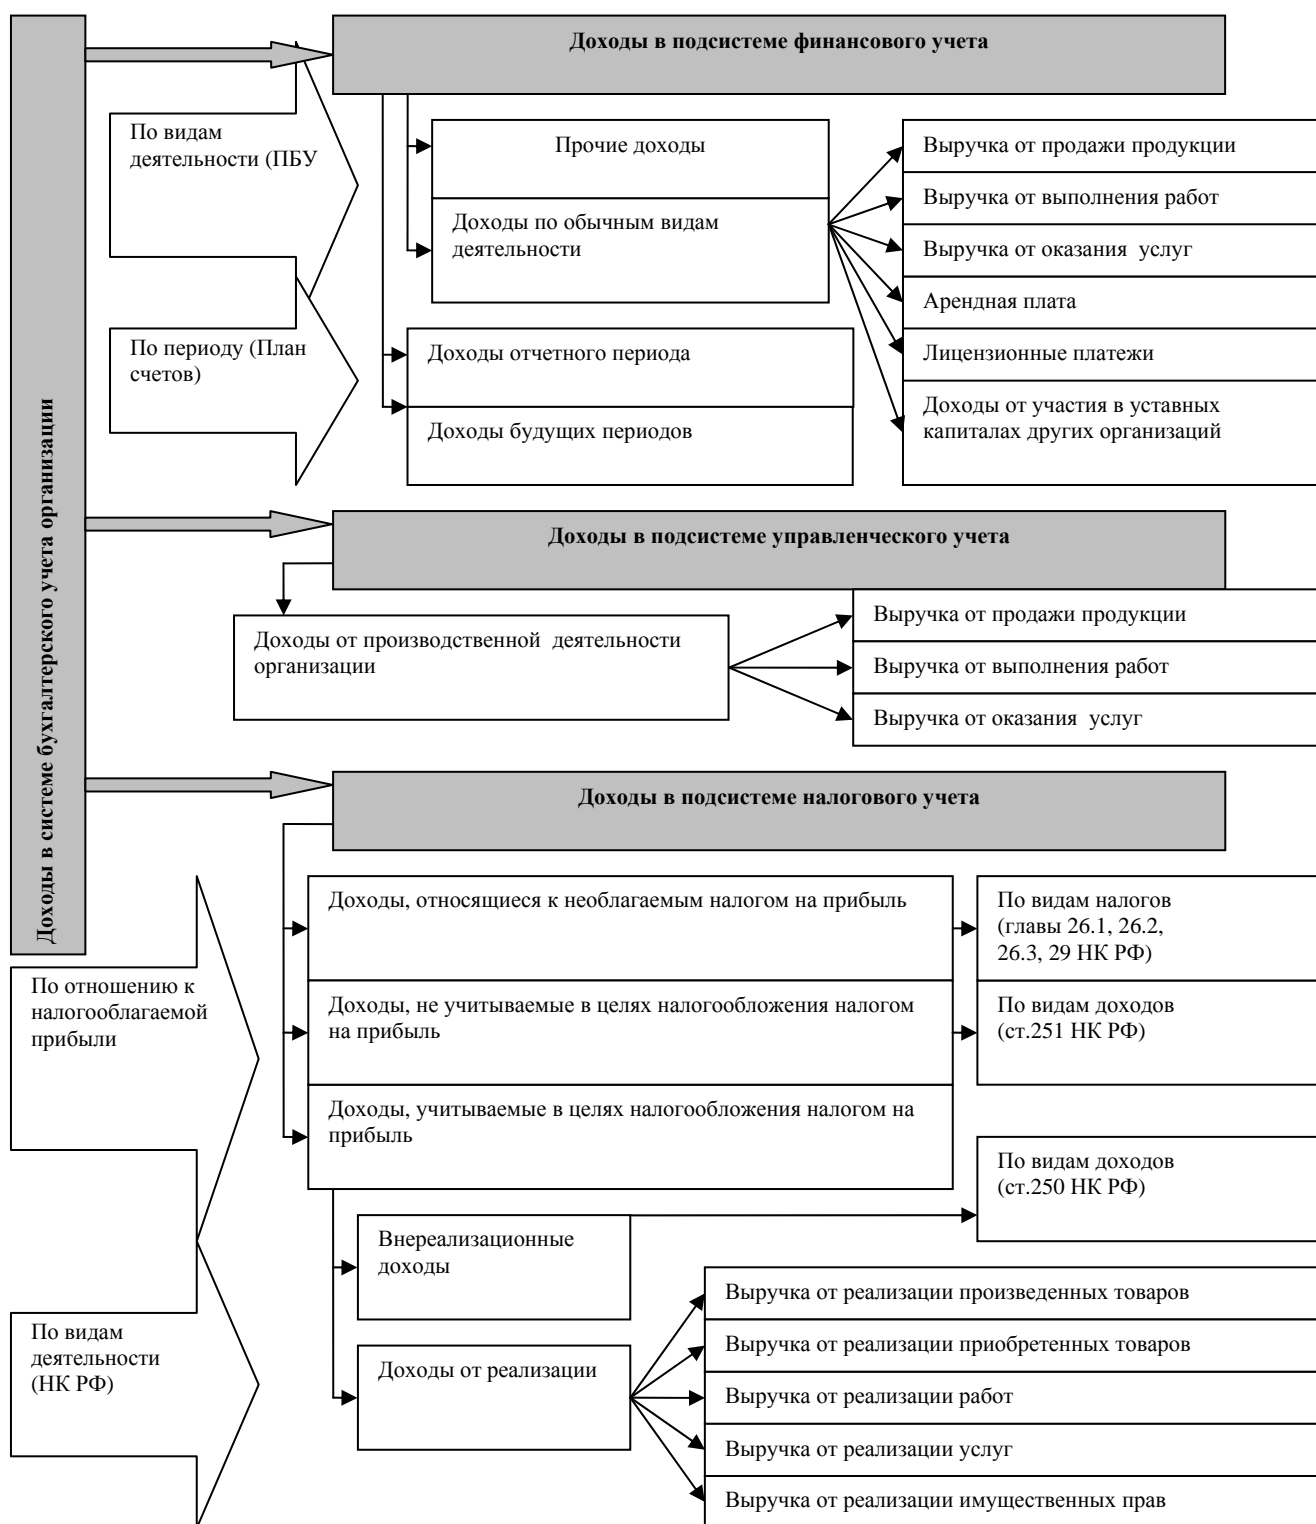 Доходы в системе бухгалтерского учета организации
Доходы в подсистеме финансового учета
По видам
деятельности (ПБУ
Прочие доходы
Доходы по обычным видам
деятельности
Выручка от продажи продукции
Выручка от выполнения работ
Выручка от оказания услуг
Арендная плата
Лицензионные платежи
Доходы от участия в уставных
капиталах других организаций
По периоду (План
счетов)
Доходы отчетного периода
Доходы будущих периодов
Доходы в подсистеме управленческого учета
Доходы от производственной деятельности
организации
Выручка от продажи продукции
Выручка от выполнения работ
Выручка от оказания услуг
Доходы в подсистеме налогового учета
По отношению к
налогооблагаемой
прибыли
Доходы, относящиеся к необлагаемым налогом на прибыль
По видам налогов
(главы 26.1, 26.2,
26.3, 29 НК РФ)
Доходы, не учитываемые в целях налогообложения налогом
на прибыль
По видам доходов
(ст.251 НК РФ)
Доходы, учитываемые в целях налогообложения налогом на
прибыль
По видам доходов
(ст.250 НК РФ)
Внереализационные
доходы
По видам
деятельности
(НК РФ)
Доходы от реализации
Выручка от реализации произведенных товаров
Выручка от реализации приобретенных товаров
Выручка от реализации работ
Выручка от реализации услуг
Выручка от реализации имущественных прав